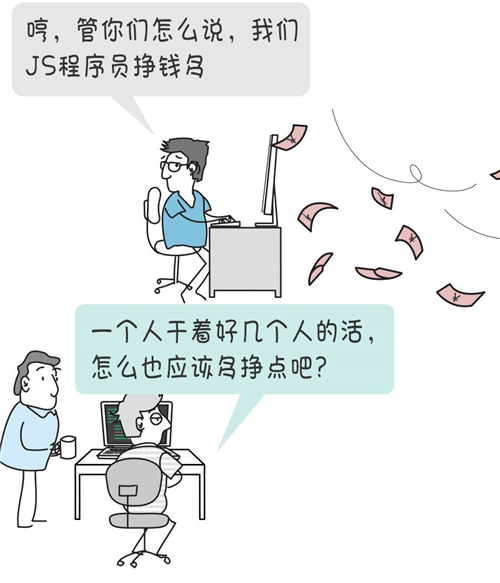 哼，管你们怎么说，我们
JS程序员挣钱多
一个人干着好几个人的活，
怎么也应该多挣点吧？